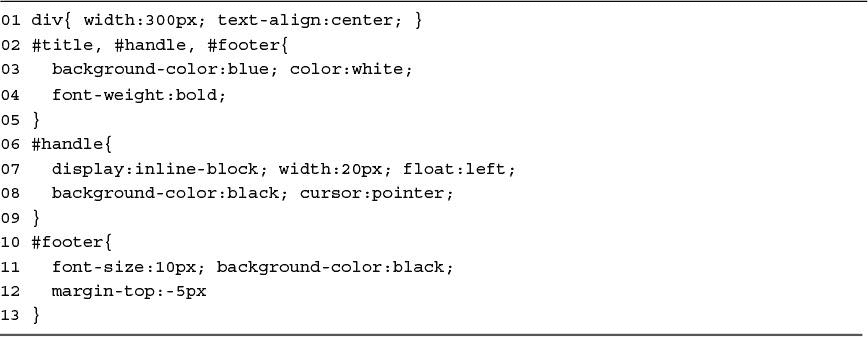 01 div{ width:300px; text-align:center; }
02 #title, #handle, #footer{
03   background-color:blue; color:white;
04   font-weight:bold;
05 }
06 #handle{
07   display:inline-block; width:20px; float:left;
08   background-color:black; cursor:pointer;
09 }
10 #footer{
11   font-size:10px; background-color:black;
12   margin-top:-5px
13 }